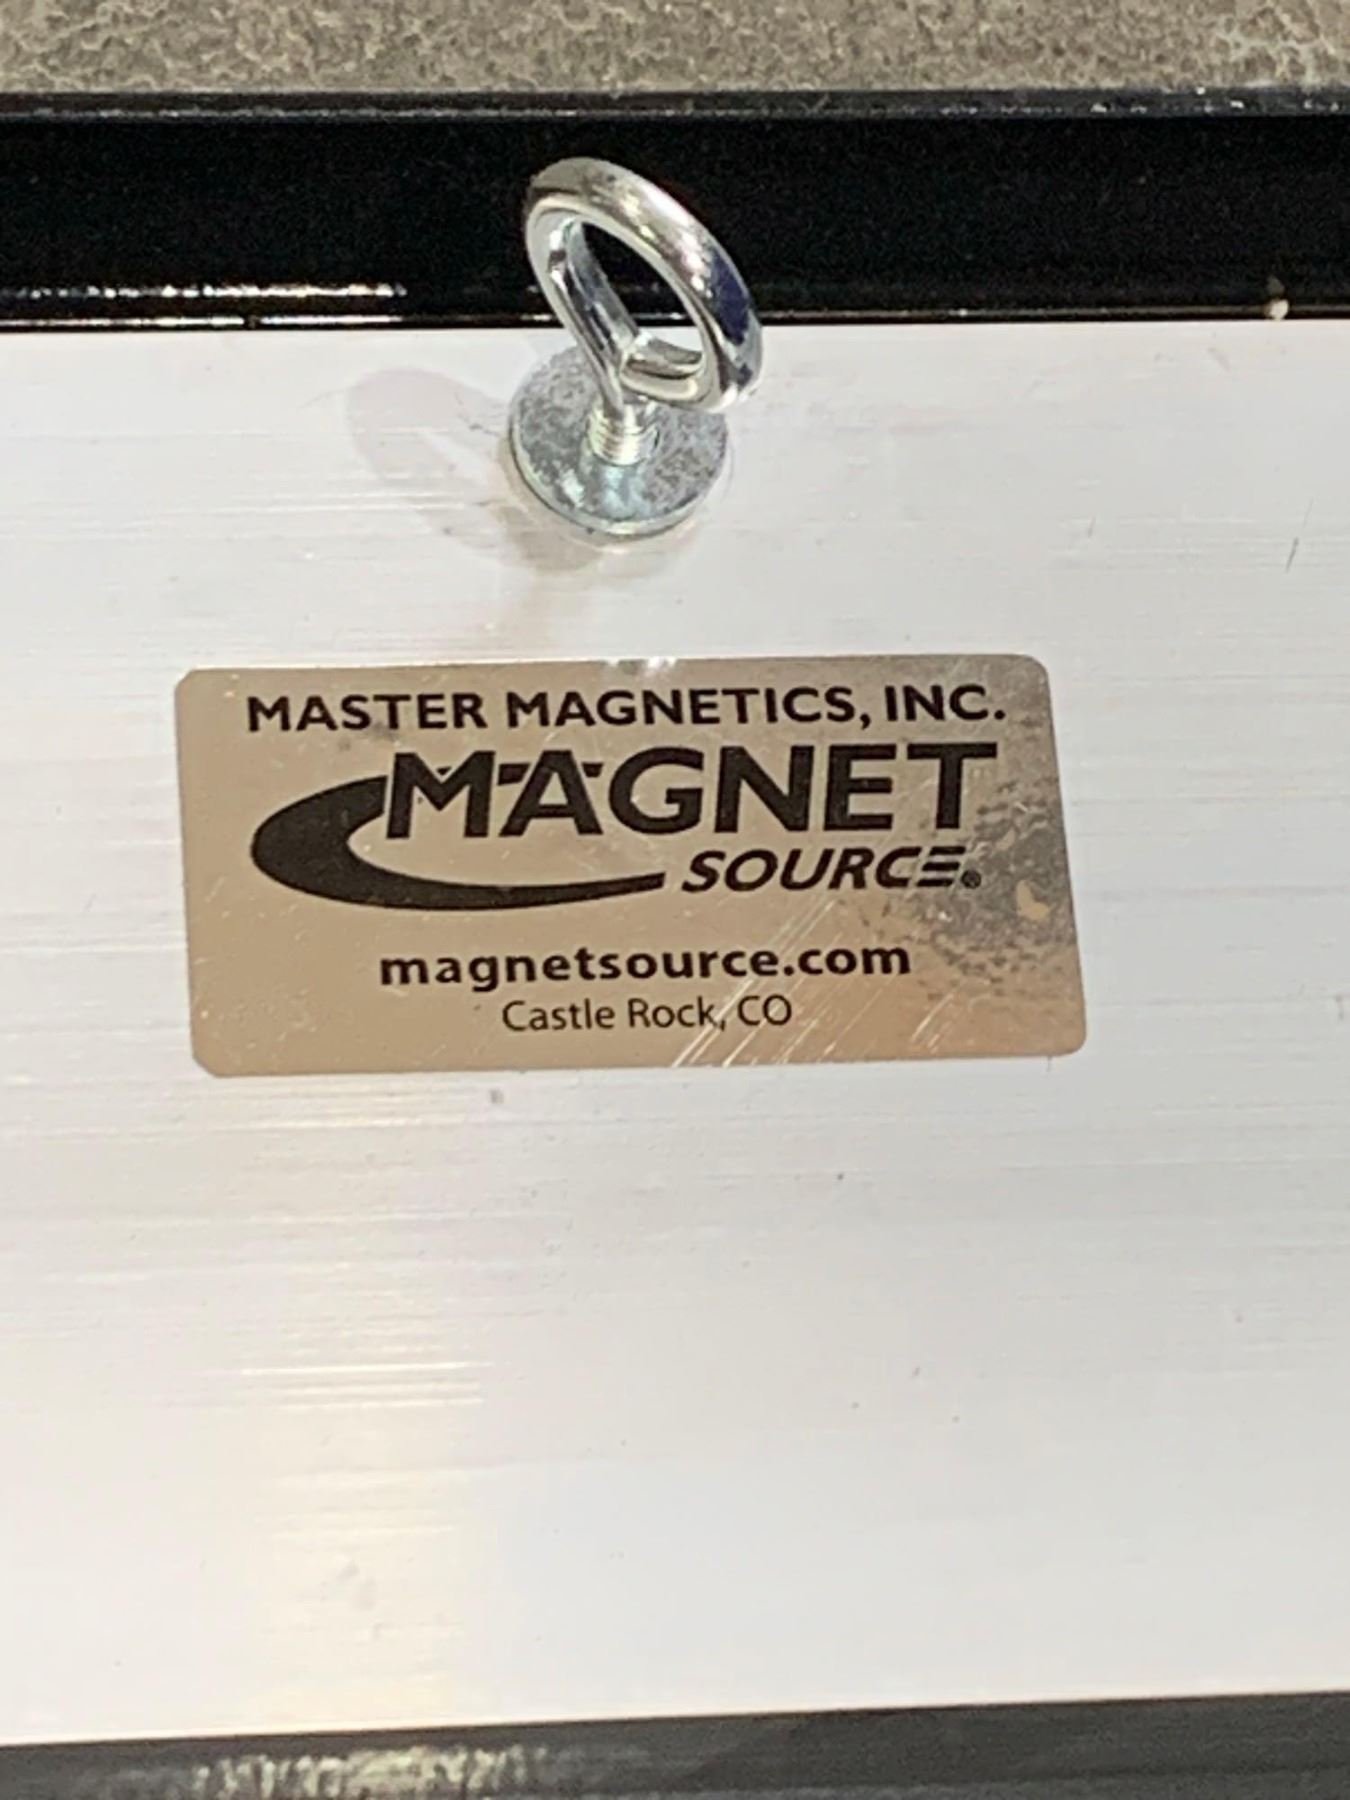 MASTER MAGNETICS, INC.
MAGNET
SOURCE®
magnetsource.com
Castle Rock, CO